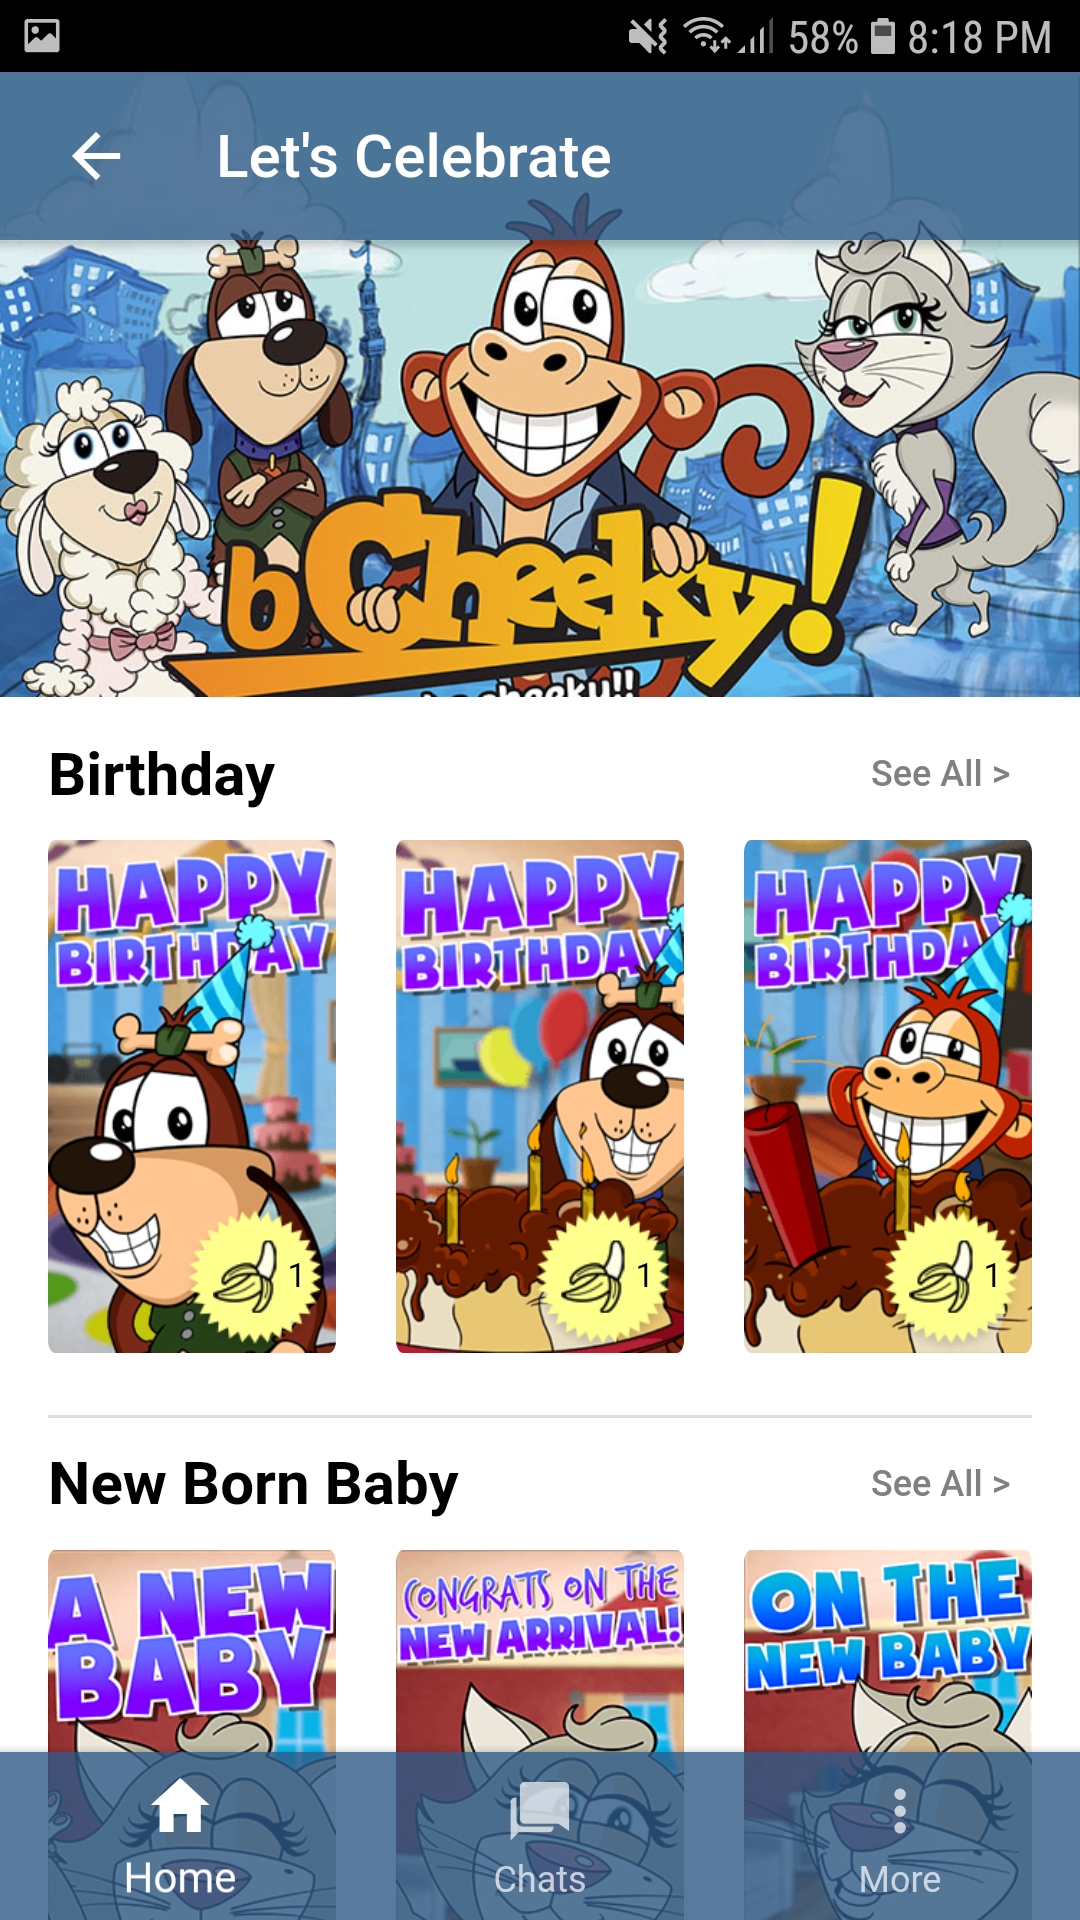 58% 8:18 PM
Let's Celebrate
bCheeky!
cheeky!!
Birthday
See All >
HAPPY
BIRTHDAY
1
HAPPY
BIRTHDAY
1
HAPPY
BIRTHDAY
1
New Born Baby
See All >
A NEW
BABY
CONGRATS ON THE
NEW ARRIVAL!
ON THE
NEW BABY
Home
Chats
More